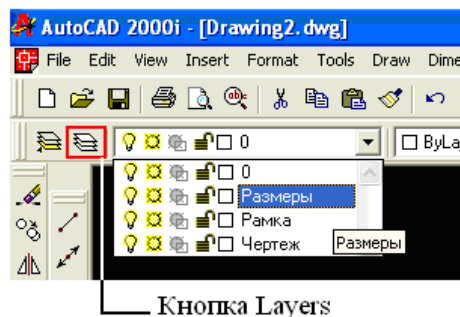 AutoCAD 2000i - [Drawing2.dwg]
File Edit View Insert Format Tools Draw Dime
0 ByLa
0
Размеры
Рамка
Чертеж Размеры
Кнопка Layers